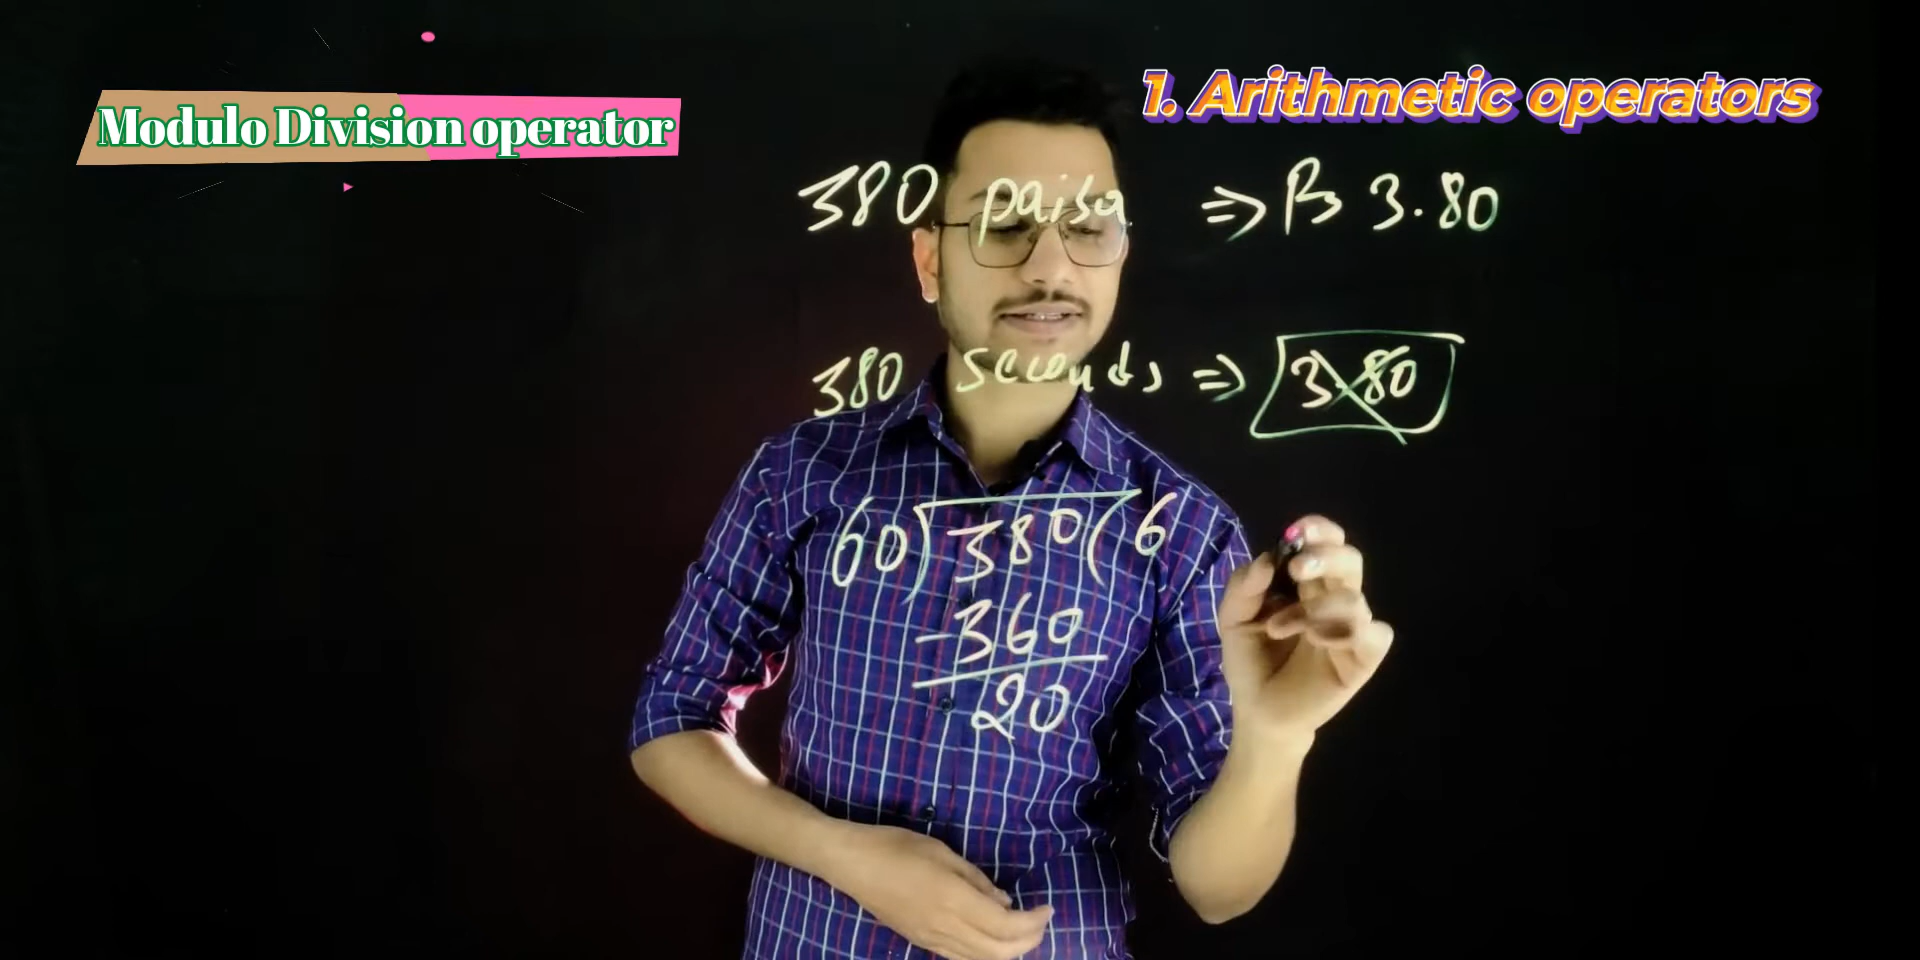 Modulo Division operator
1. Arithmetic operators
380 paisa ⇒ Rs 3.80
380 seconds ⇒ 3.80
60)380(6
-360
20